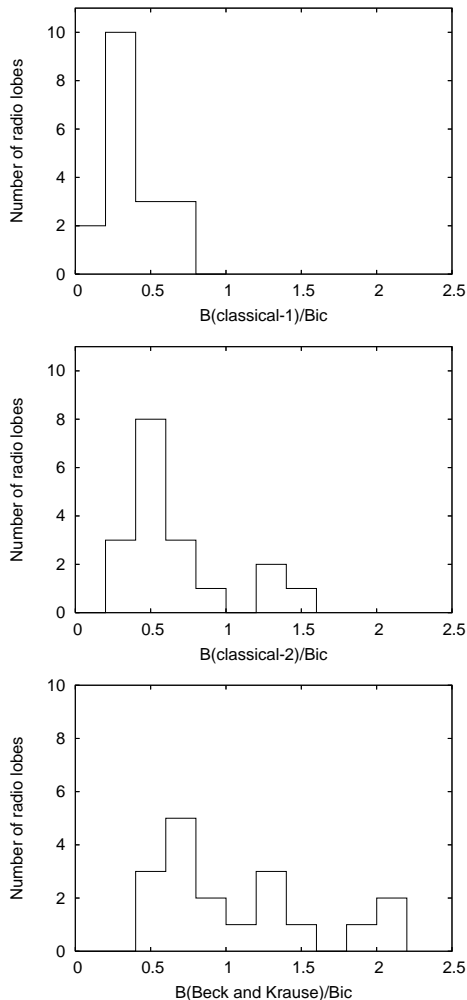 10
8
6
4
2
0
Number of radio lobes
0 0.5 1 1.5 2 2.5
B(classical-1)/Bic
10
8
6
4
2
0
Number of radio lobes
0 0.5 1 1.5 2 2.5
B(classical-2)/Bic
10
8
6
4
2
0
Number of radio lobes
0 0.5 1 1.5 2 2.5
B(Beck and Krause)/Bic